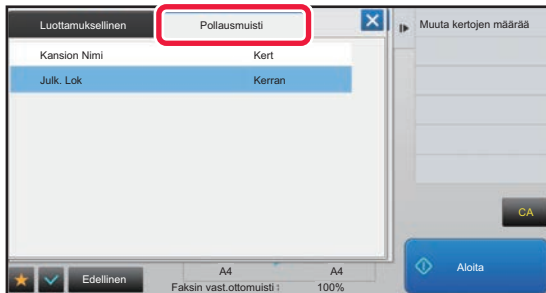 Luottamuksellinen Pollausmuisti Muuta kertojen määrää
Kansion Nimi Kert
Julk. Lok Kerran
CA
Aloita
Edellinen A4 A4
Faksin vast.ottomuisti : 100%